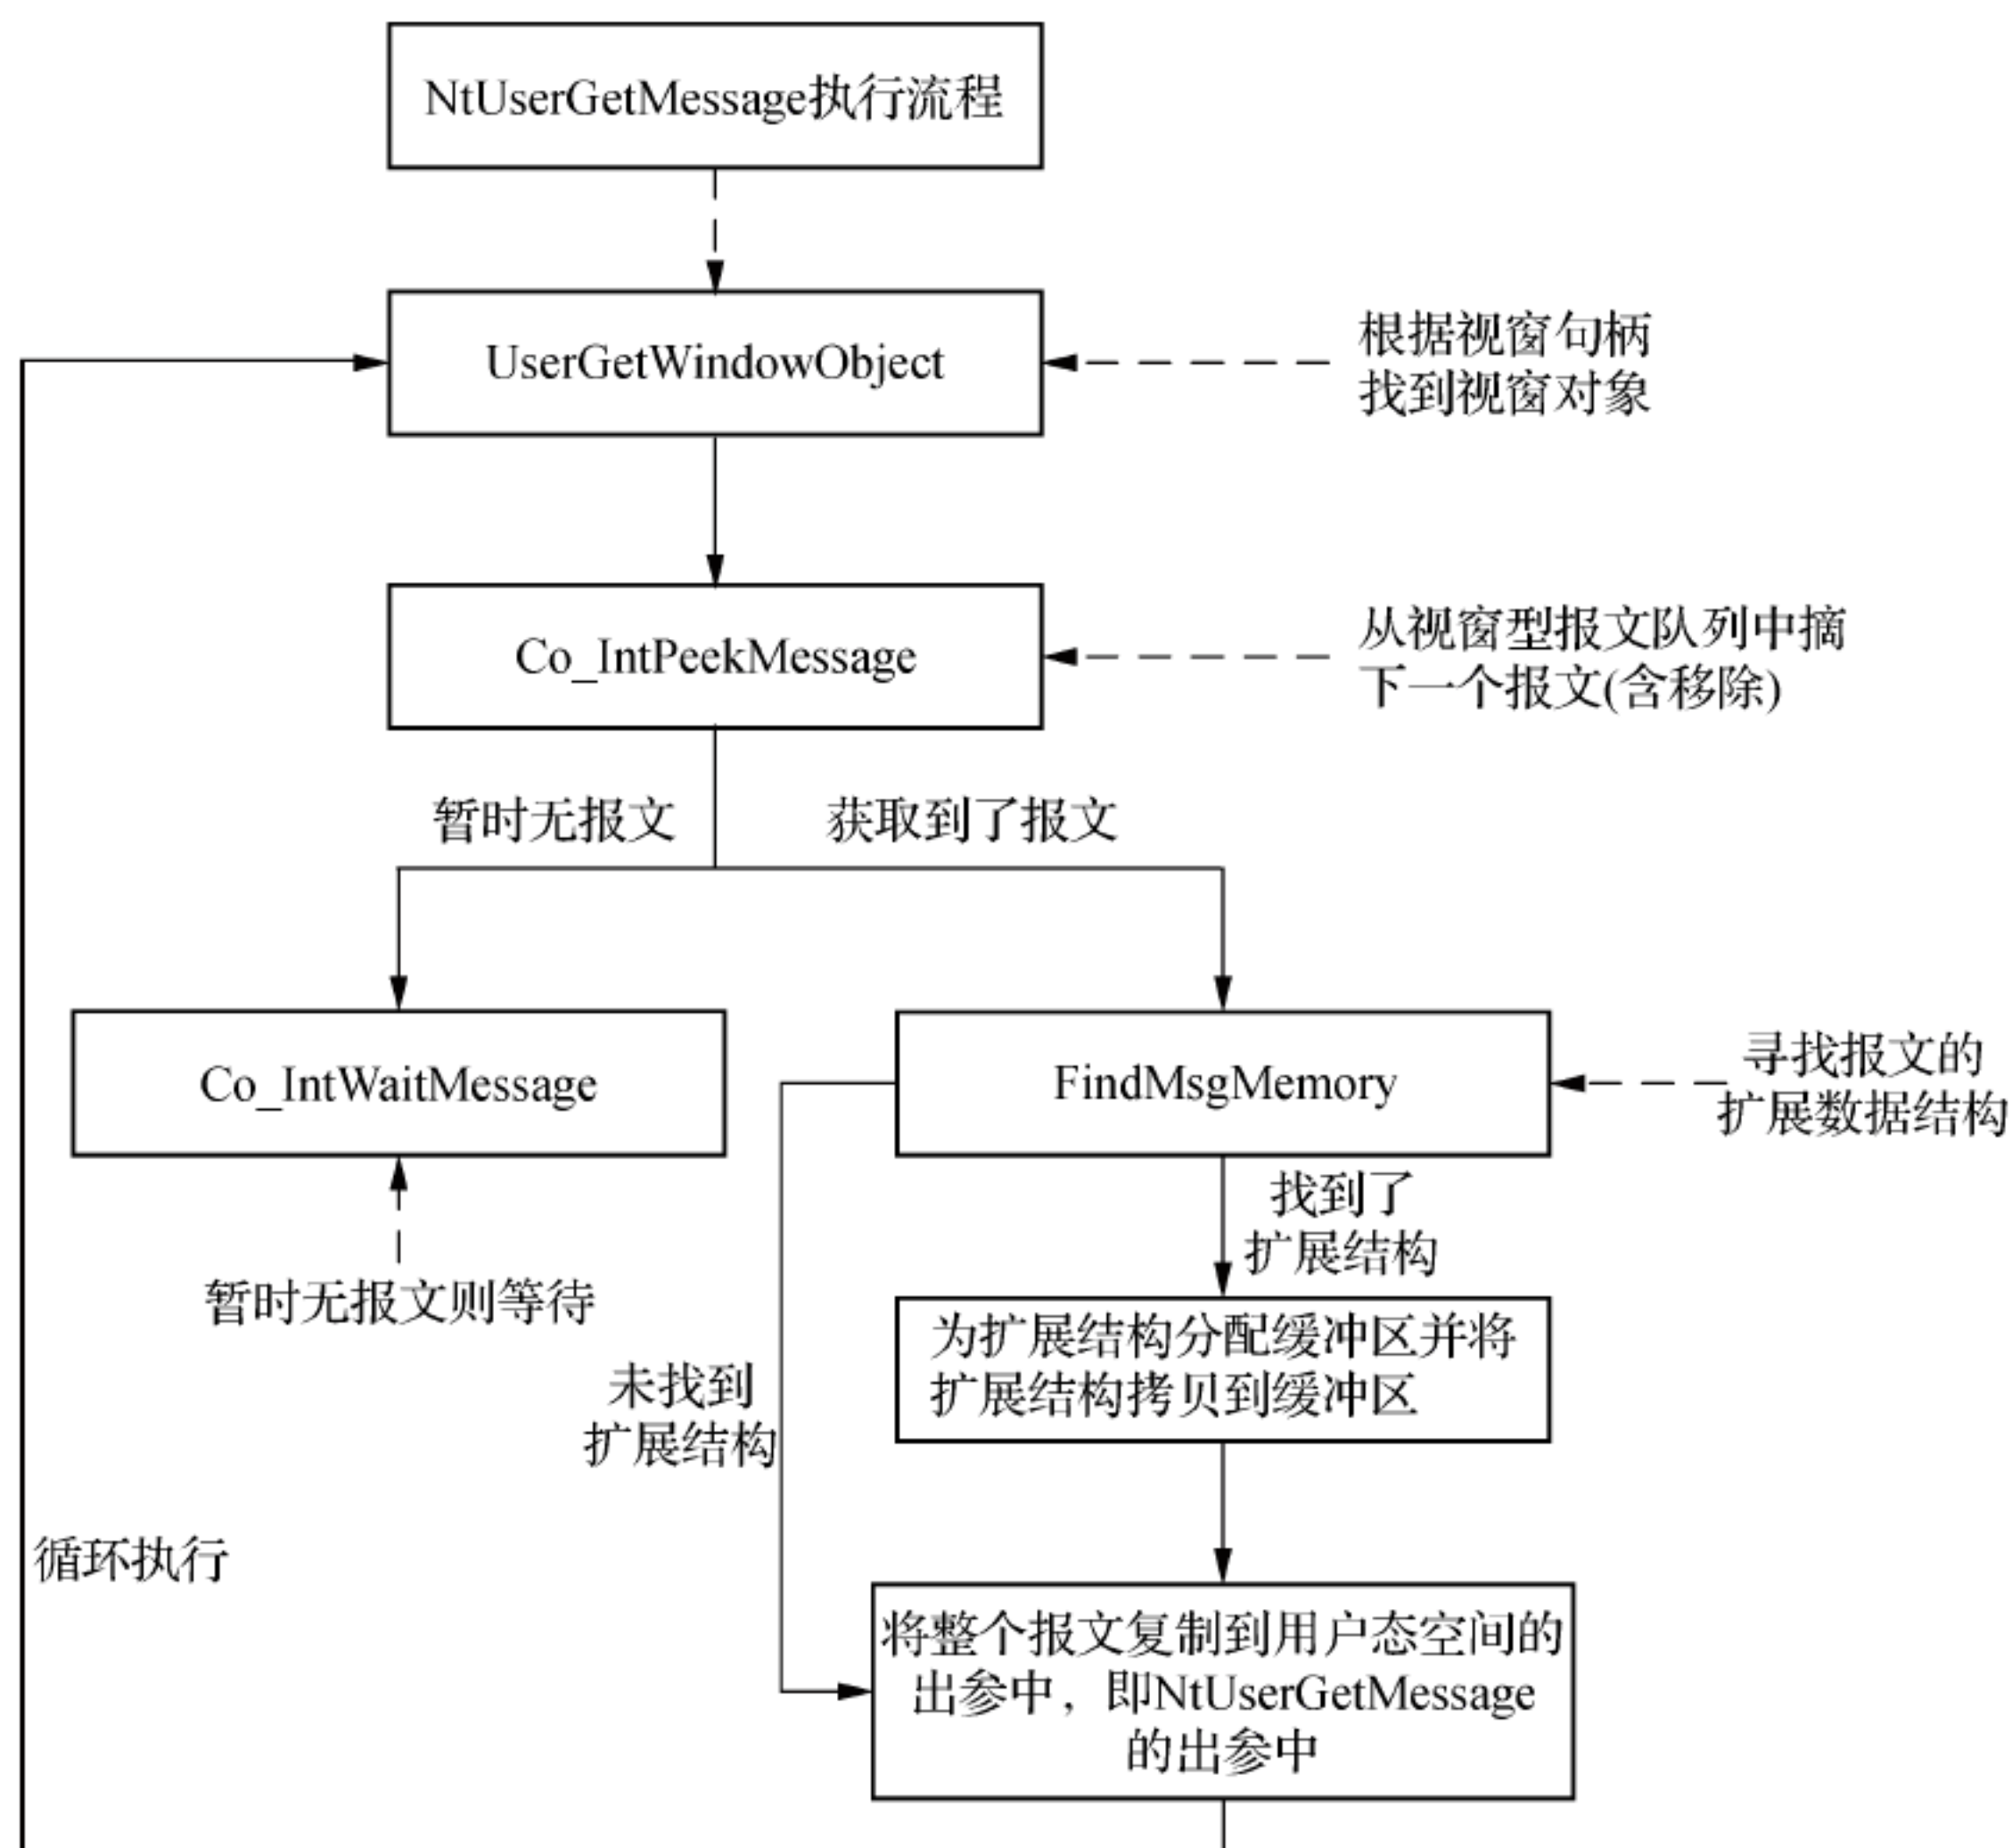 NtUserGetMessage执行流程
UserGetWindowObject
根据视窗句柄
找到视窗对象
Co_IntPeekMessage
从视窗型报文队列中摘
下一个报文(含移除)
暂时无报文
获取到了报文
Co_IntWaitMessage
FindMsgMemory
寻找报文的
扩展数据结构
找到了
扩展结构
暂时无报文则等待
为扩展结构分配缓冲区并将
扩展结构拷贝到缓冲区
未找到
扩展结构
循环执行
将整个报文复制到用户态空间的
出参中，即NtUserGetMessage
的出参中